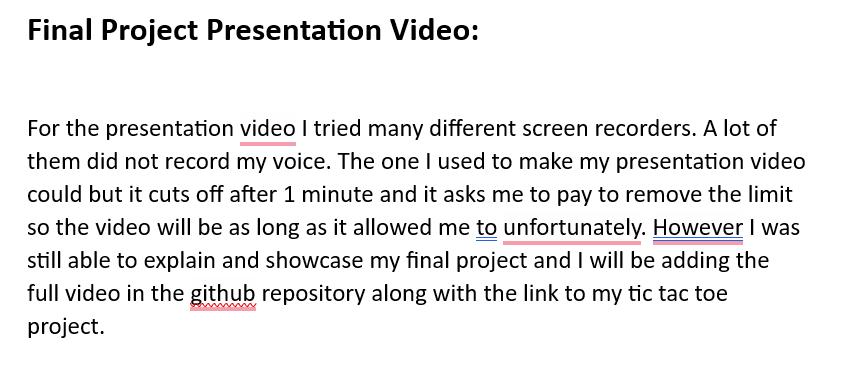 Final Project Presentation Video:
For the presentation video I tried many different screen recorders. A lot of
them did not record my voice. The one I used to make my presentation video
could but it cuts off after 1 minute and it asks me to pay to remove the limit
so the video will be as long as it allowed me to unfortunately. However I was
still able to explain and showcase my final project and I will be adding the
full video in the github repository along with the link to my tic tac toe
project.